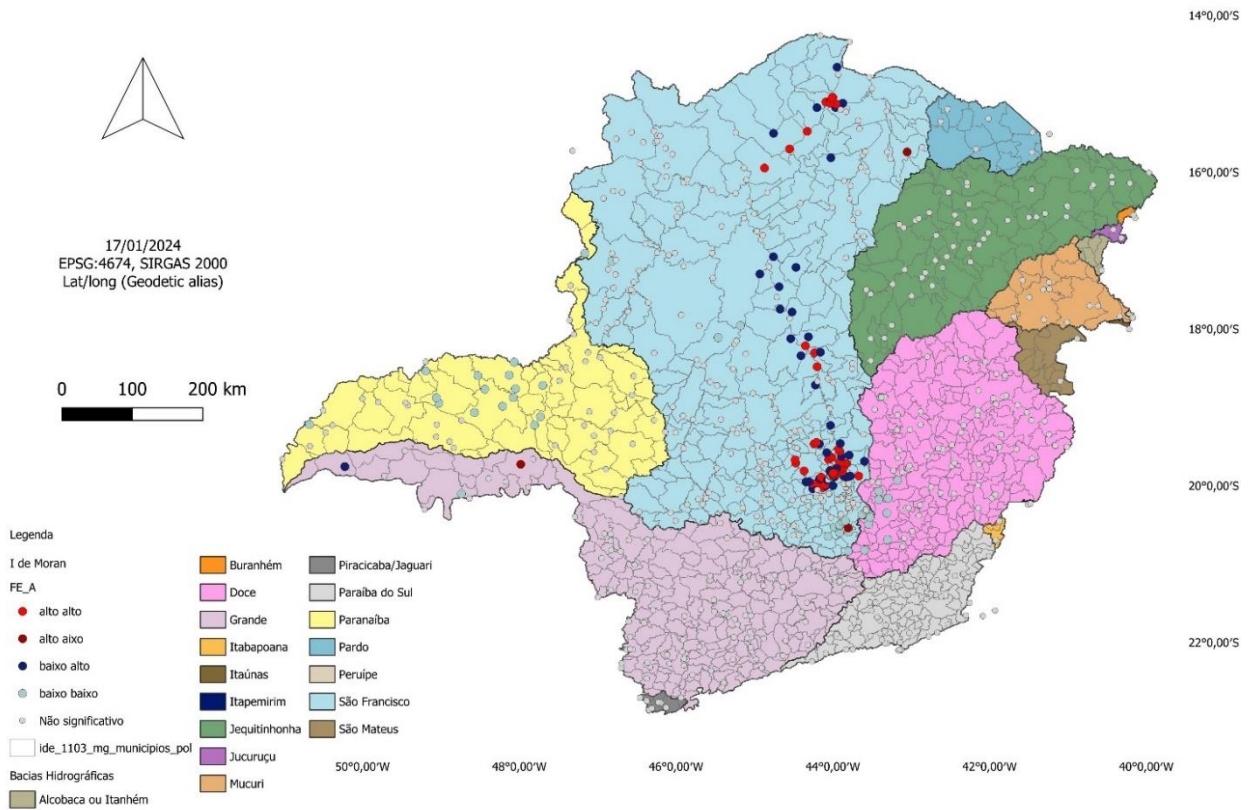 14°0,00'S
16°0,00'S
17/01/2024
EPSG:4674, SIRGAS 2000
Lat/long (Geodetic alias)
18°0,00'S
0 100 200 km
20°0,00'S
22°0,00'S
50°0,00'W 48°0,00'W 46°0,00'W 44°0,00'W 42°0,00'W 40°0,00'W
Legenda
I de Moran
FE_A
alto alto
alto aixo
baixo alto
baixo baixo
Não significativo
ide_1103_mg_municipios_pol
Bacias Hidrográficas
Alcobaca ou Itanhém
Buranhém
Doce
Grande
Itabapoana
Itaúnas
Itapemirim
Jequitinhonha
Jucuruçu
Mucuri
Piracicaba/Jaguari
Paraíba do Sul
Paranaíba
Pardo
Peruípe
São Francisco
São Mateus